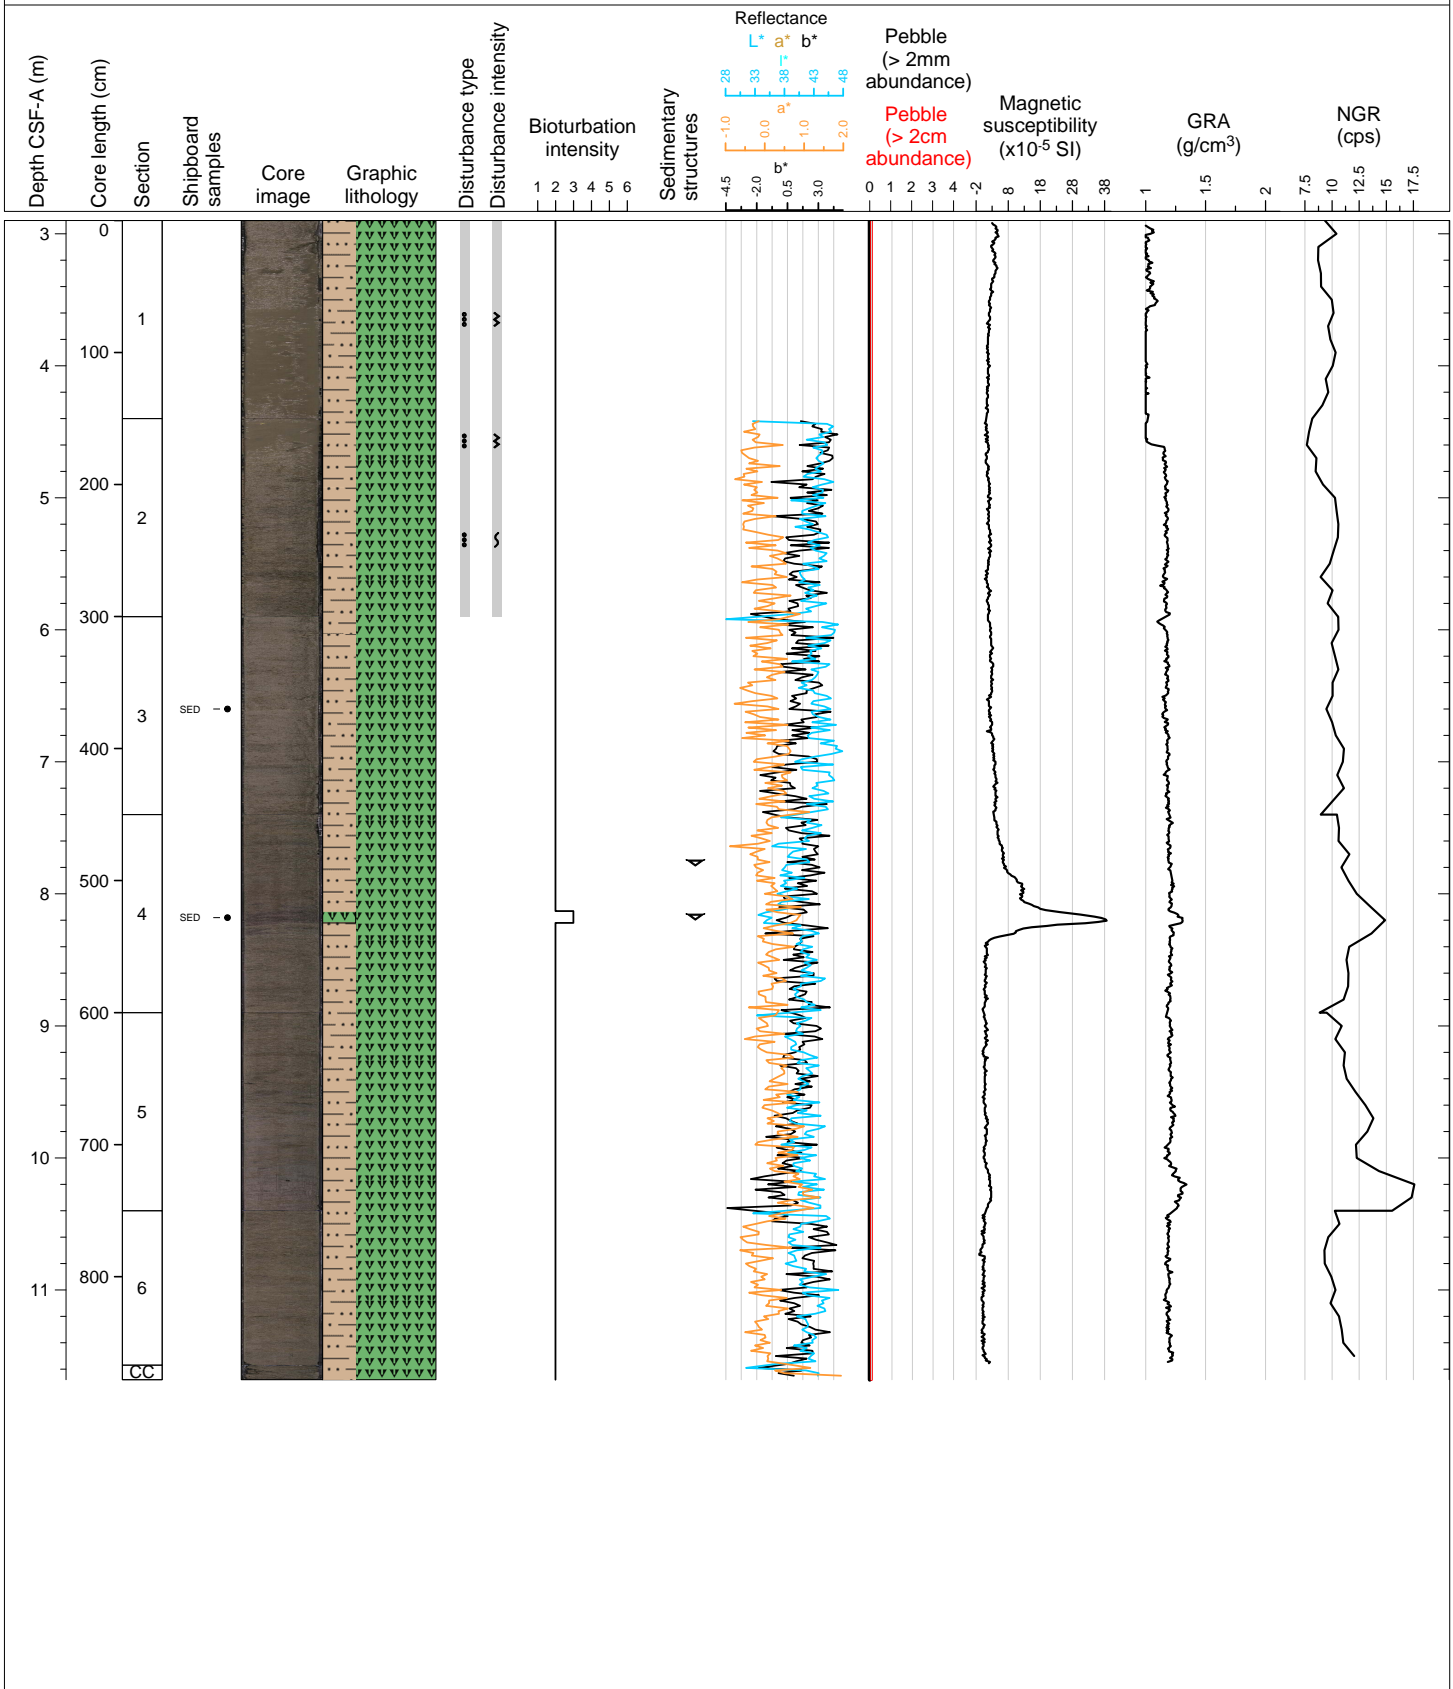 Depth CSF-A (m)
Core length (cm)
Section
Shipboard
samples
Core
image
Graphic
lithology
Disturbance type
Disturbance intensity
Bioturbation
intensity
1 2 3 4 5 6
Sedimentary
structures
Reflectance
L* a* b*
L*
28 33 38 43 48
a*
-1.0 0.0 1.0 2.0
b*
-4.5 -2.0 0.5 3.0
Pebble
(> 2mm
abundance)
Pebble
(> 2cm
abundance)
0 1 2 3 4
Magnetic
susceptibility
(x10-5 SI)
-2 8 18 28 38
GRA
(g/cm3)
1 1.5 2
NGR
(cps)
7.5 10 12.5 15 17.5
3
0
1
100
4
200
5
2
300
6
SED
3
400
7
500
8
SED
4
600
9
5
700
10
800
11
6
CC